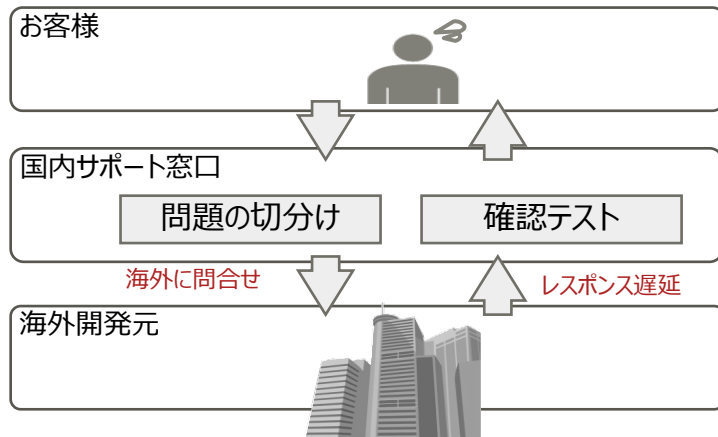 お客様
国内サポート窓口
問題の切分け
確認テスト
海外に問合せ
レスポンス遅延
海外開発元